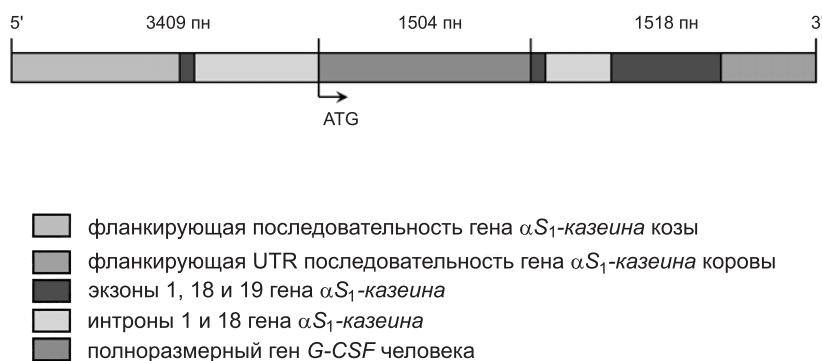 5' 3409 пн 1504 пн 1518 пн 3'
ATG
фланкирующая последовательность гена αS₁-казеина козы
фланкирующая UTR последовательность гена αS₁-казеина коровы
экзоны 1, 18 и 19 гена αS₁-казеина
интроны 1 и 18 гена αS₁-казеина
полноразмерный ген G-CSF человека